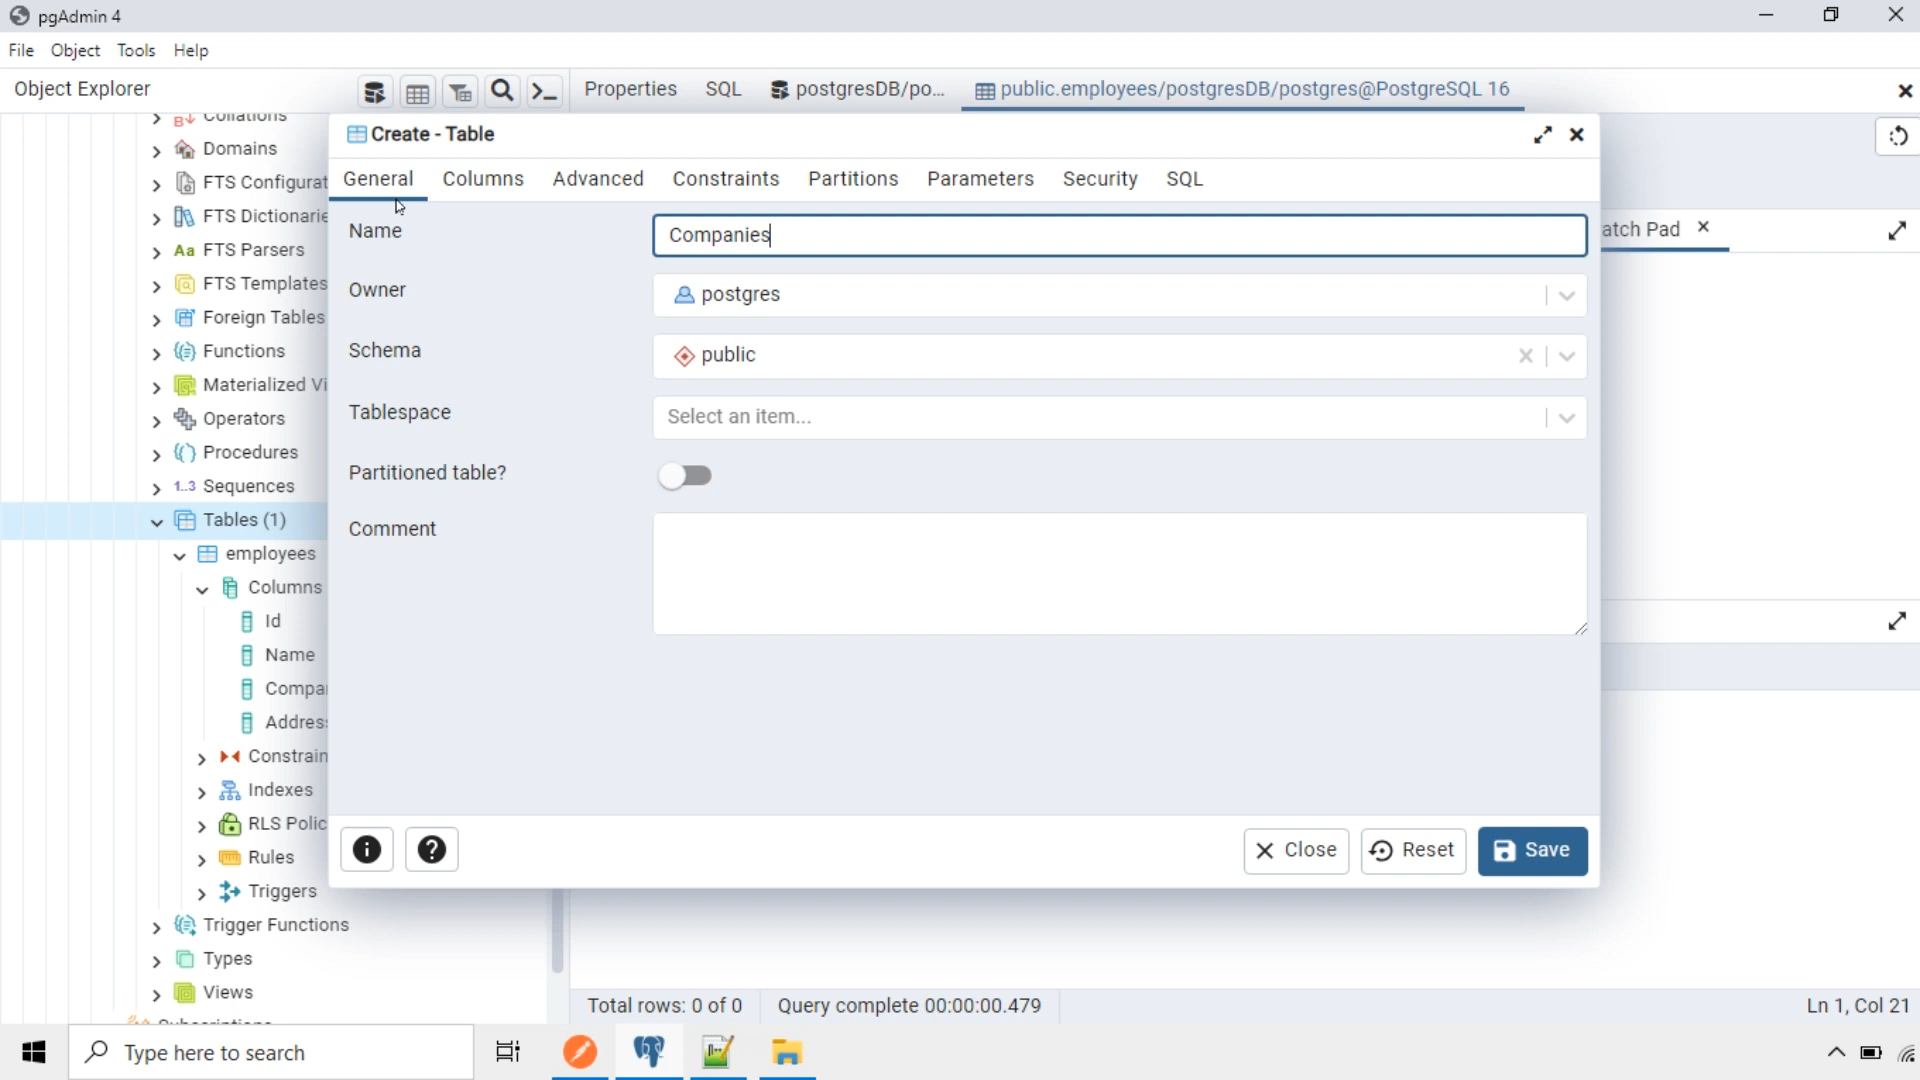 pgAdmin 4
File Object Tools Help
Object Explorer
Properties SQL postgresDB/po... public.employees/postgresDB/postgres@PostgreSQL 16
Collations
Domains
FTS Configurat
FTS Dictionarie
Aa FTS Parsers
FTS Templates
Foreign Tables
Functions
Materialized Vi
Operators
Procedures
1..3 Sequences
Tables (1)
employees
Columns
Id
Name
Compa
Addres
Constrain
Indexes
RLS Polic
Rules
Triggers
Trigger Functions
Types
Views
Create - Table
General Columns Advanced Constraints Partitions Parameters Security SQL
Name Companies
Owner postgres
Schema public
Tablespace Select an item...
Partitioned table?
Comment
Close Reset Save
atch Pad
Total rows: 0 of 0 Query complete 00:00:00.479 Ln 1, Col 21
Type here to search